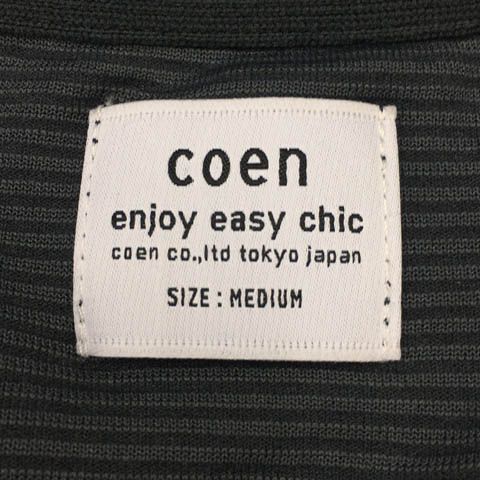 coen
enjoy easy chic
coen co.,ltd tokyo japan
SIZE : MEDIUM